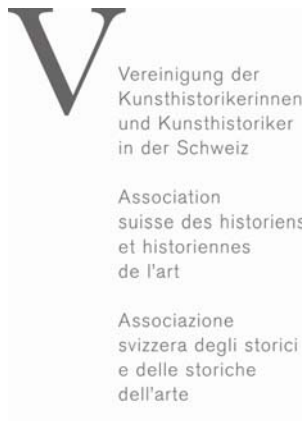 V
Vereinigung der
Kunsthistorikerinnen
und Kunsthistoriker
in der Schweiz
Association
suisse des historiens
et historiennes
de l'art
Associazione
svizzera degli storici
e delle storiche
dell'arte